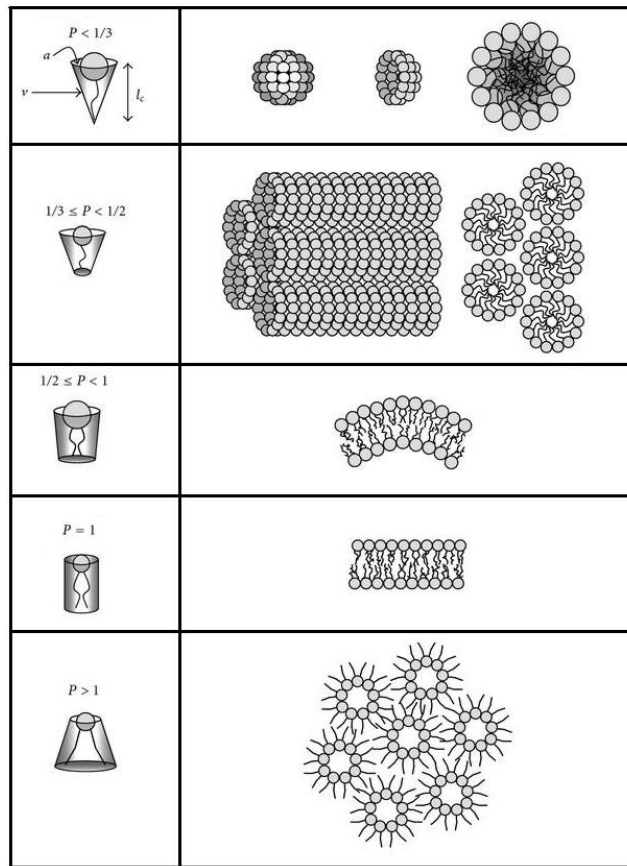 P < 1/3
a
v
l_c
1/3 ≤ P < 1/2
1/2 ≤ P < 1
P = 1
P > 1